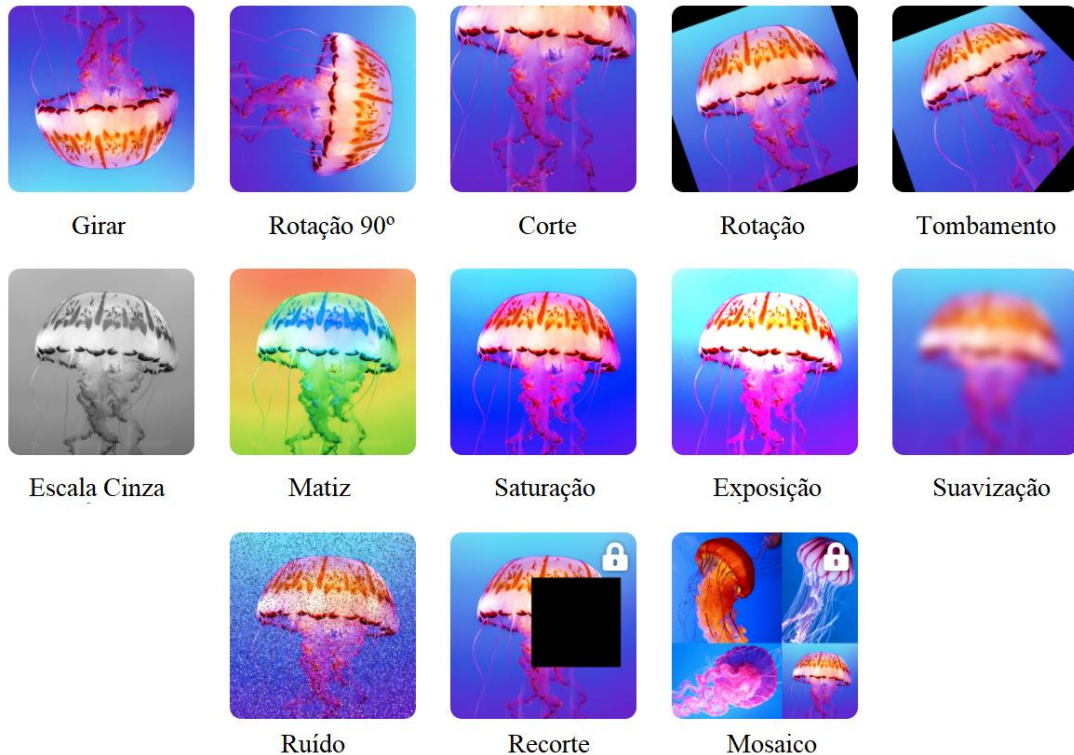 Girar
Rotação 90º
Corte
Rotação
Tombamento
Escala Cinza
Matiz
Saturação
Exposição
Suavização
Ruído
Recorte
Mosaico